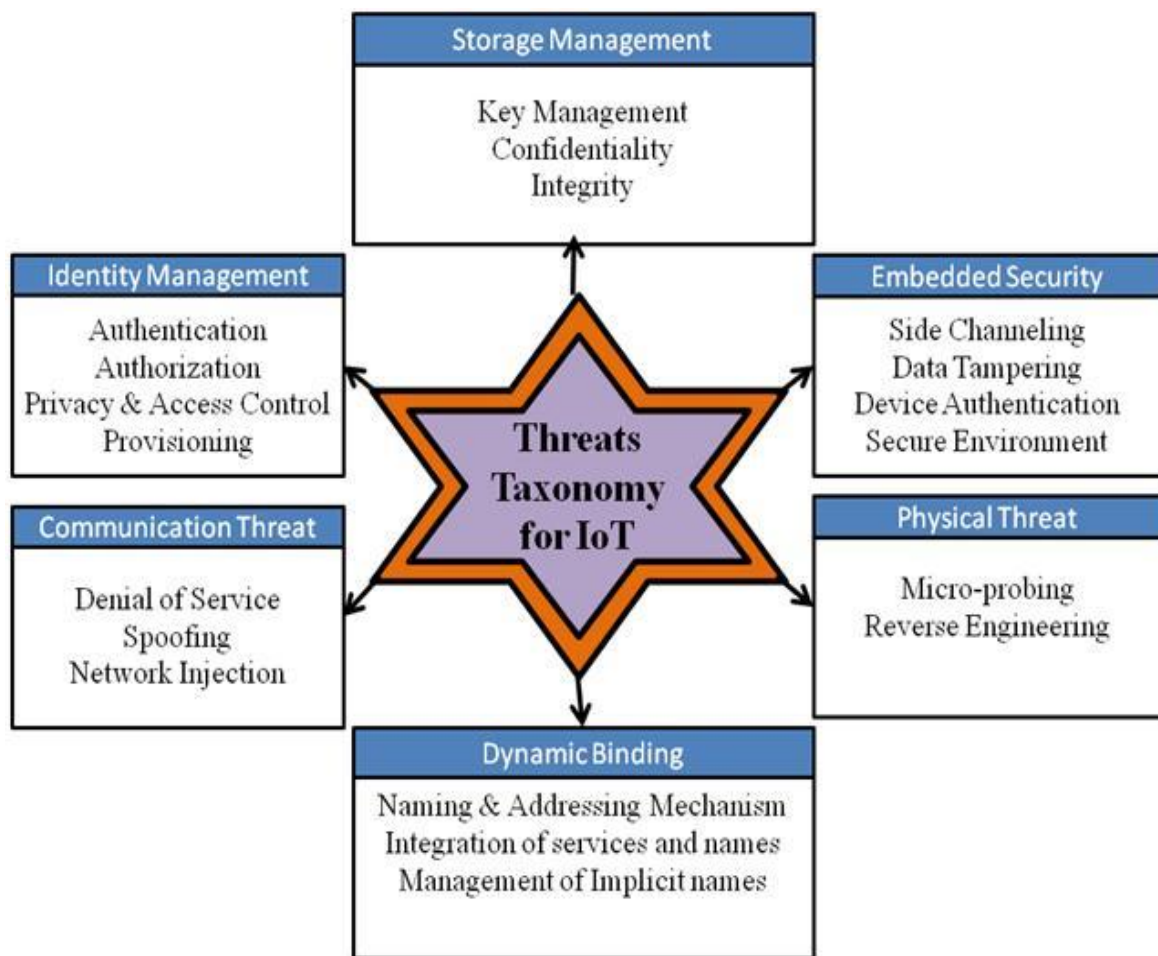 Storage Management
Key Management
Confidentiality
Integrity
Identity Management
Authentication
Authorization
Privacy & Access Control
Provisioning
Embedded Security
Side Channeling
Data Tampering
Device Authentication
Secure Environment
Threats
Taxonomy
for IoT
Communication Threat
Denial of Service
Spoofing
Network Injection
Physical Threat
Micro-probing
Reverse Engineering
Dynamic Binding
Naming & Addressing Mechanism
Integration of services and names
Management of Implicit names